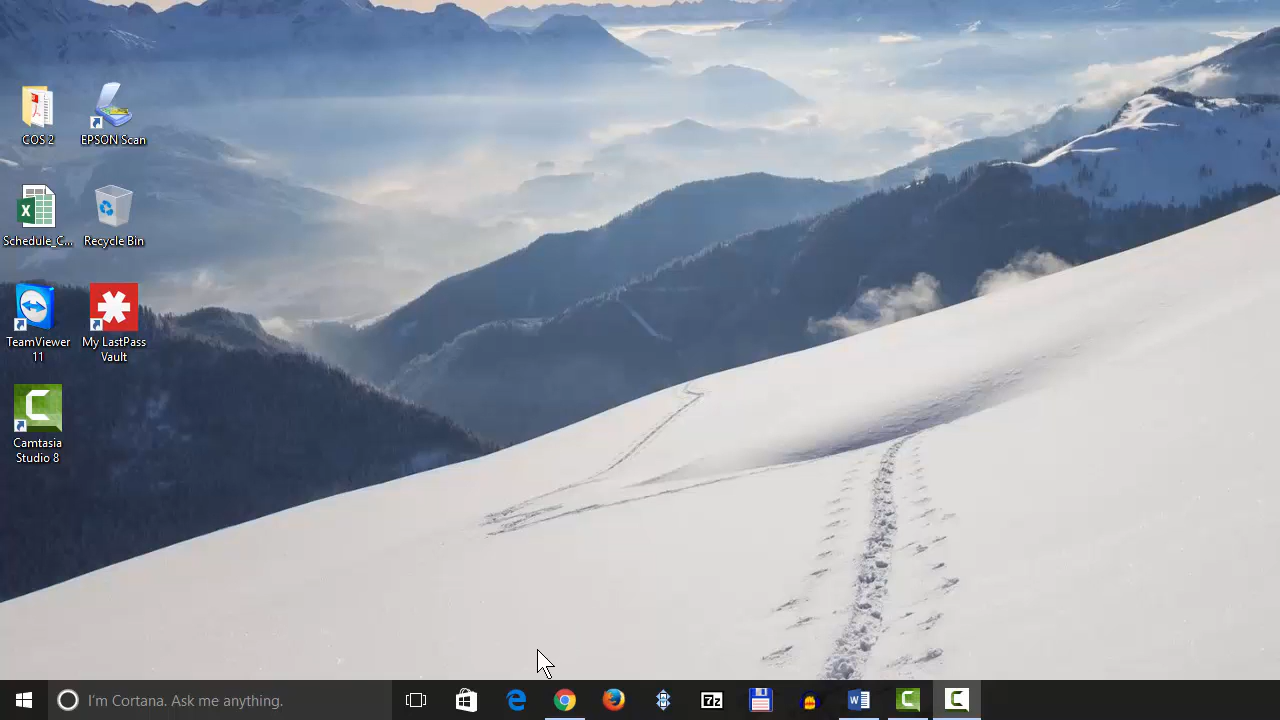 COS 2
EPSON Scan
Schedule_C...
Recycle Bin
TeamViewer
11
My LastPass
Vault
Camtasia
Studio 8
I'm Cortana. Ask me anything.
7z
W